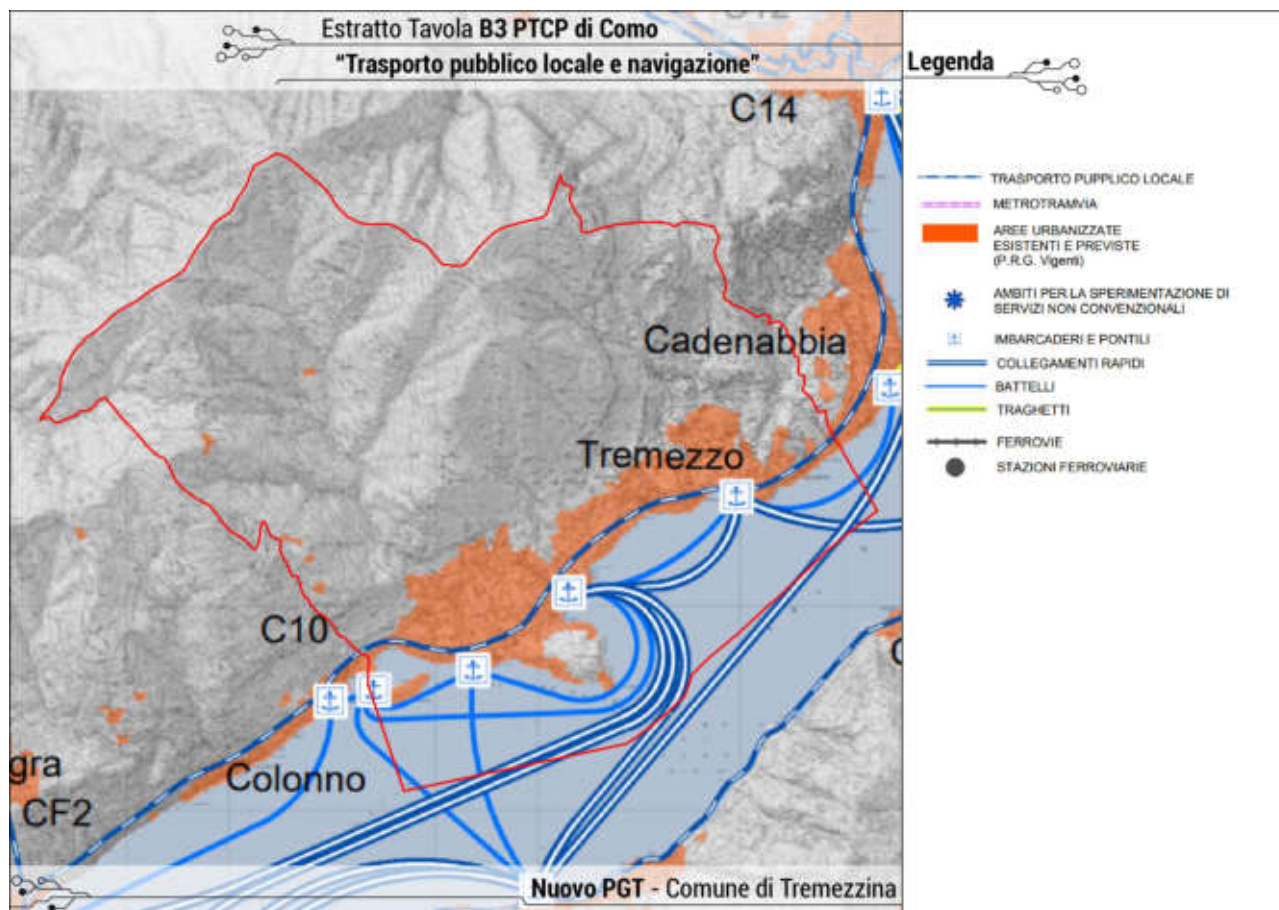 Estratto Tavola B3 PTCP di Como
"Trasporto pubblico locale e navigazione"
Legenda
C14
Cadenabbia
Tremezzo
C10
Colonno
gra
CF2
TRASPORTO PUPPLICO LOCALE
METROTRAMVIA
AREE URBANIZZATE
ESISTENTI E PREVISTE
(P.R.G. Vigenti)
AMBITI PER LA SPERIMENTAZIONE DI
SERVIZI NON CONVENZIONALI
IMBARCADERI E PONTILI
COLLEGAMENTI RAPIDI
BATTELLI
TRAGHETTI
FERROVIE
STAZIONI FERROVIARIE
Nuovo PGT - Comune di Tremezzina